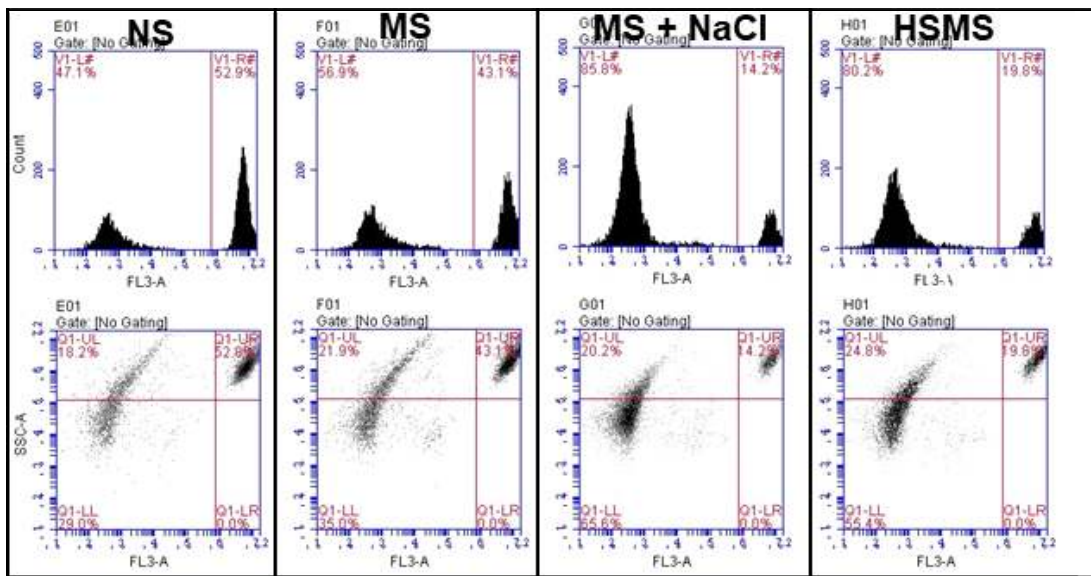 NS
MS
MS + NaCl
HSMS
E01
Gate: [No Gating]
V1-L#
47.1%
V1-R#
52.9%
Count
FL3-A
F01
Gate: [No Gating]
V1-L#
56.9%
V1-R#
43.1%
FL3-A
Gate: [No Gating]
V1-L#
85.8%
V1-R#
14.2%
FL3-A
H01
Gate: [No Gating]
V1-L#
80.2%
V1-R#
19.8%
E01
Gate: [No Gating]
Q1-UL
18.2%
Q1-UR
52.8%
SSC-A
Q1-LL
29.0%
Q1-LR
0.0%
FL3-A
F01
Gate: [No Gating]
Q1-UL
21.9%
Q1-UR
43.1%
Q1-LL
35.0%
Q1-LR
0.0%
FL3-A
G01
Gate: [No Gating]
Q1-UL
20.2%
Q1-UR
14.2%
Q1-LL
65.6%
Q1-LR
0.0%
FL3-A
H01
Gate: [No Gating]
Q1-UL
24.8%
Q1-UR
19.8%
Q1-LL
55.4%
Q1-LR
0.0%
FL3-A